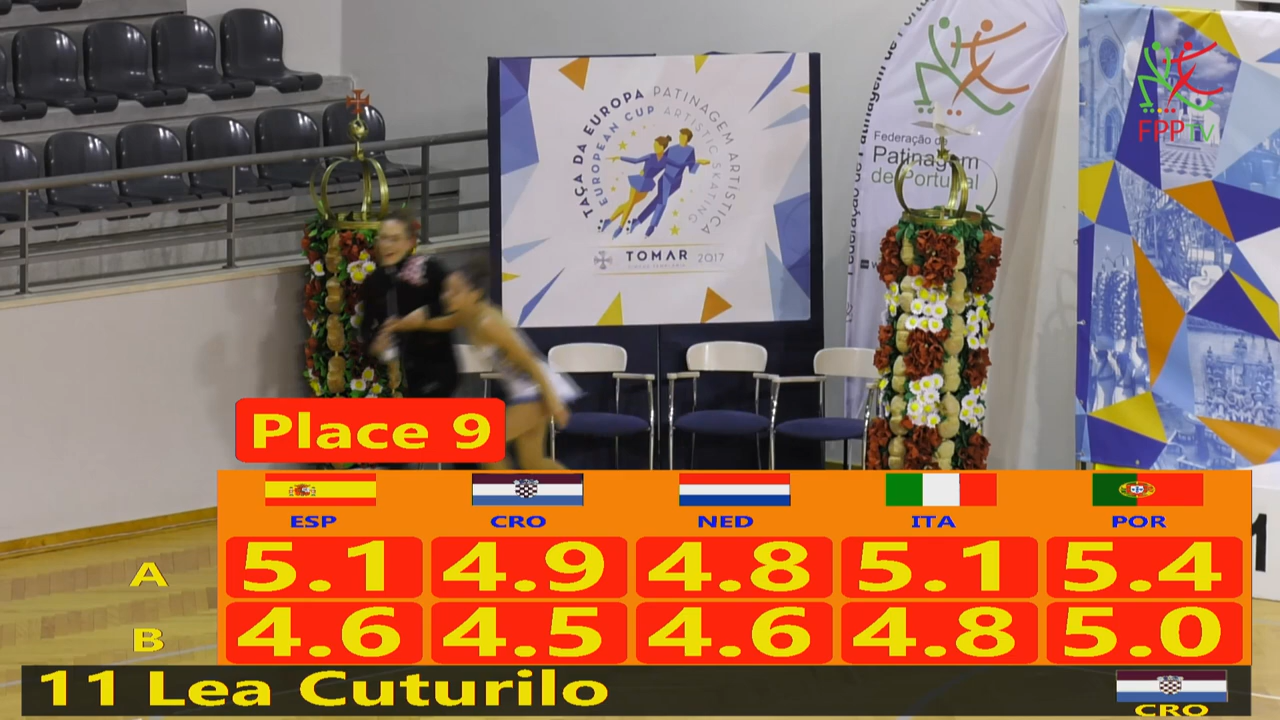 TAÇA DA EUROPA PATINAGEM ARTÍSTICA
EUROPEAN CUP ARTISTIC SKATING
TOMAR 2017
Federação de
Patinagem
de Portugal
FPPTV
Place 9
ESP CRO NED ITA POR
A 5.1 4.9 4.8 5.1 5.4
B 4.6 4.5 4.6 4.8 5.0
11 Lea Cuturilo
CRO
1